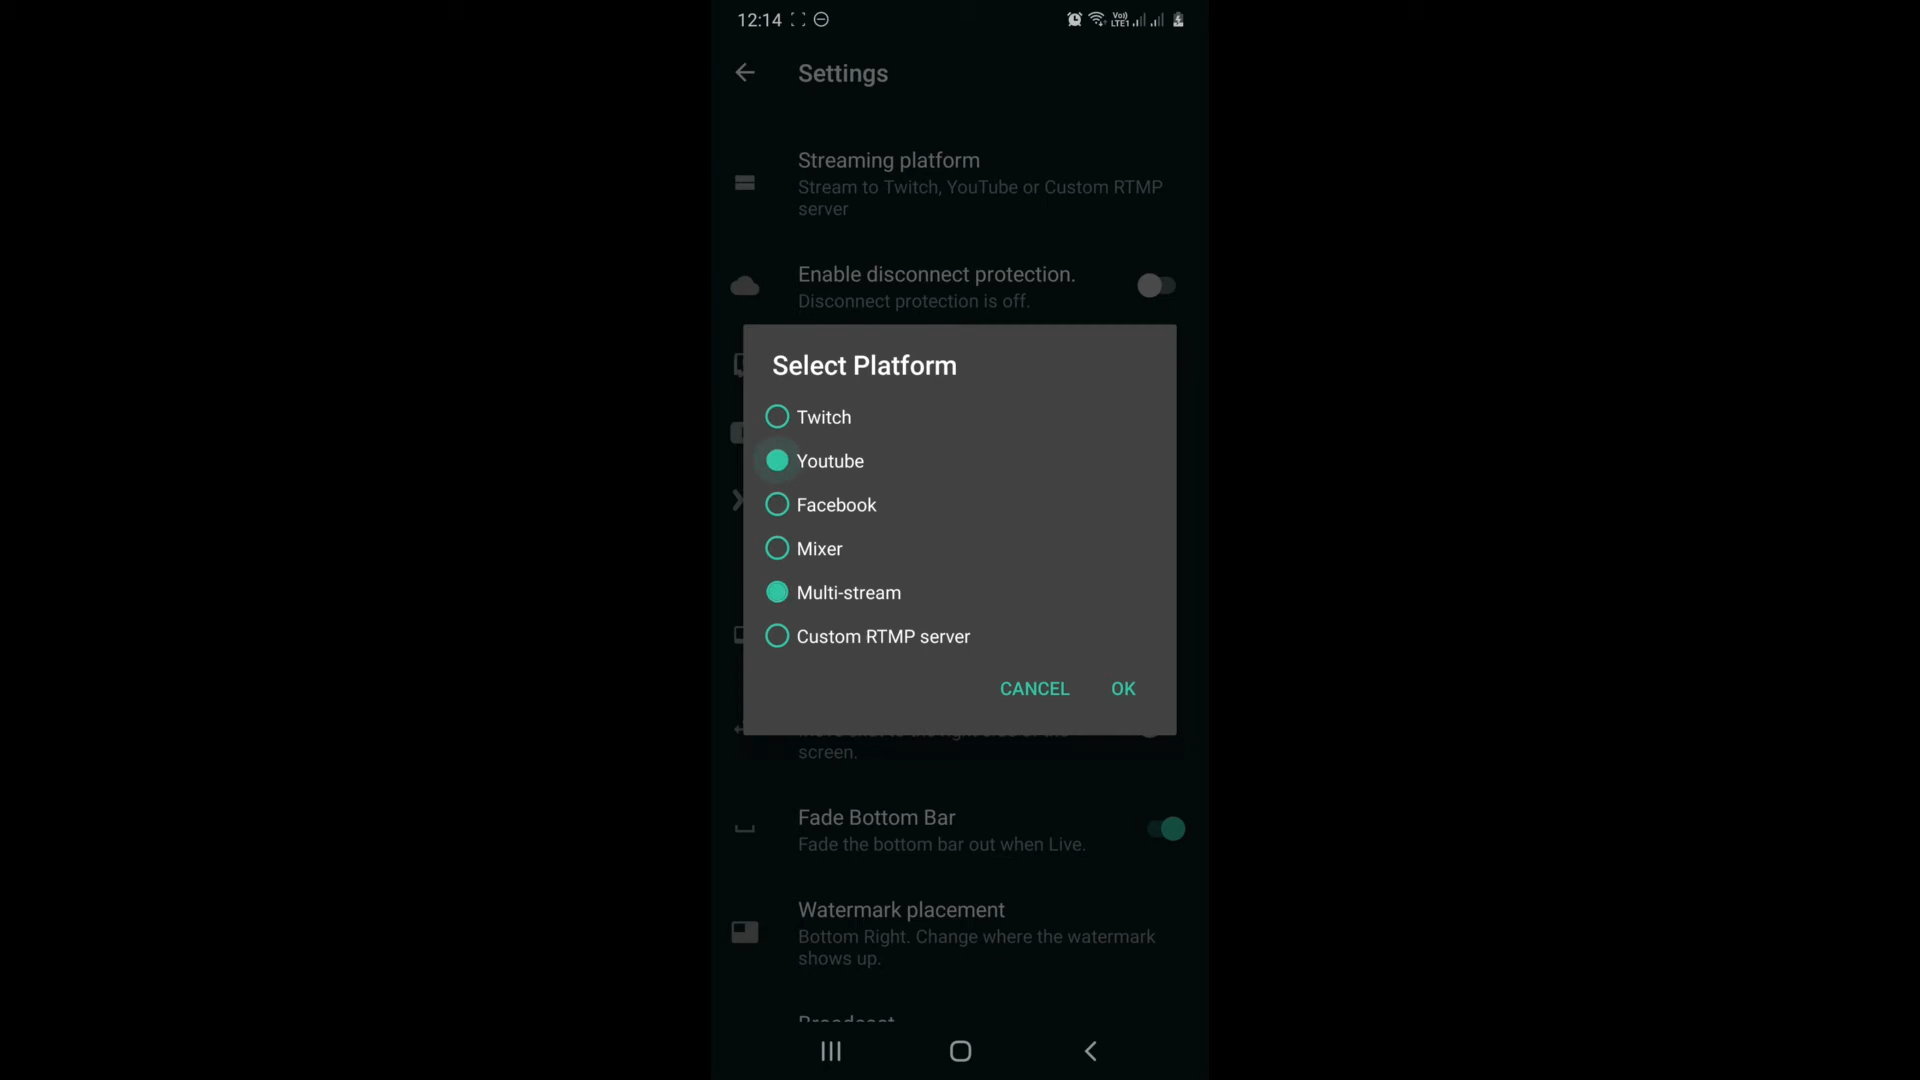 12:14
Vo))
LTE1
Settings
Streaming platform
Stream to Twitch, YouTube or Custom RTMP
server
Enable disconnect protection.
Disconnect protection is off.
Select Platform
Twitch
Youtube
Facebook
Mixer
Multi-stream
Custom RTMP server
CANCEL
OK
screen.
Fade Bottom Bar
Fade the bottom bar out when Live.
Watermark placement
Bottom Right. Change where the watermark
shows up.